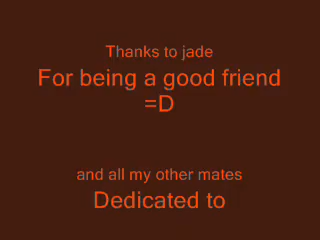 Thanks to jade
For being a good friend
=D
and all my other mates
Dedicated to